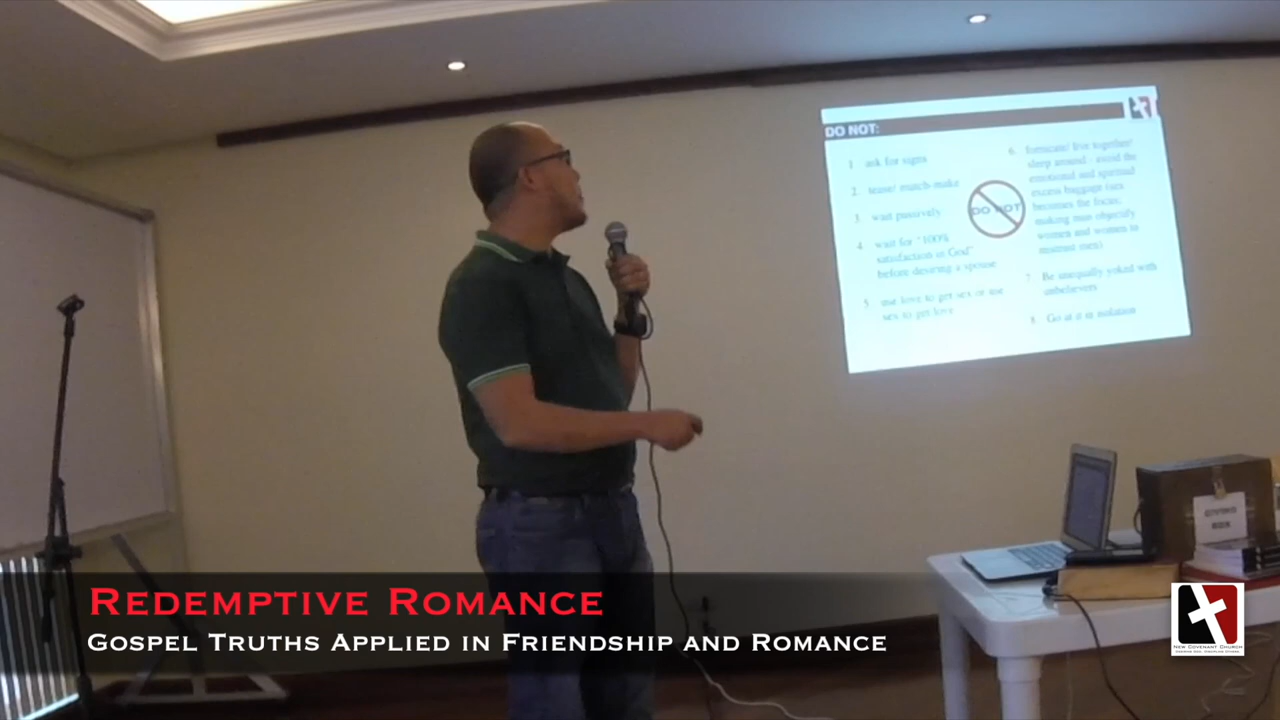 DO NOT:
1 ask for signs
2. tease/ match-make
3 wait passively
4 wait for "100%
satisfaction in God"
before desiring a spouse
5 use love to get sex or use
sex to get love
DO NOT
6. fornicate/ live together/
sleep around - avoid the
emotional and spiritual
excess baggage (sex
becomes the focus;
making men objectify
women and women to
mistrust men)
7 Be unequally yoked with
unbelievers
8 Go at it in isolation
GIVING
BOX
REDEMPTIVE ROMANCE
GOSPEL TRUTHS APPLIED IN FRIENDSHIP AND ROMANCE
NEW COVENANT CHURCH